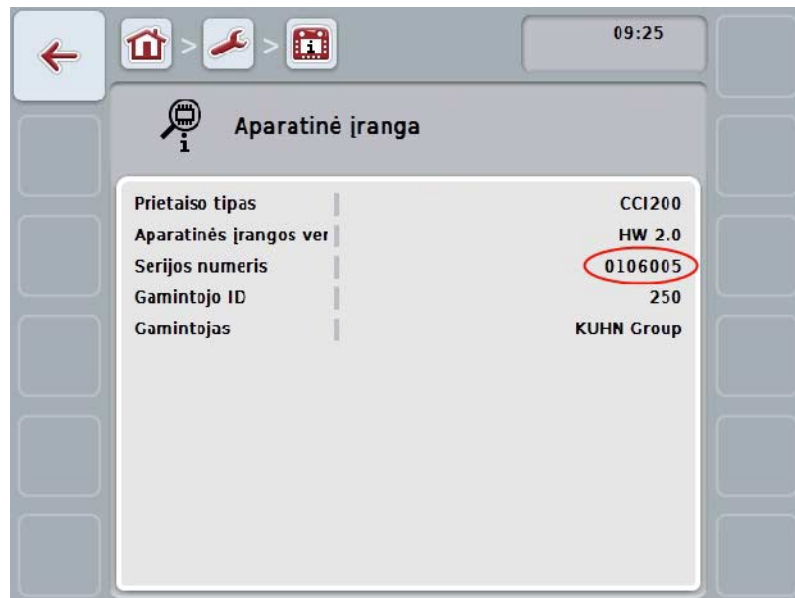 09:25
Aparatinė įranga
Prietaiso tipas CCI200
Aparatinės įrangos ver HW 2.0
Serijos numeris 0106005
Gamintojo ID 250
Gamintojas KUHN Group